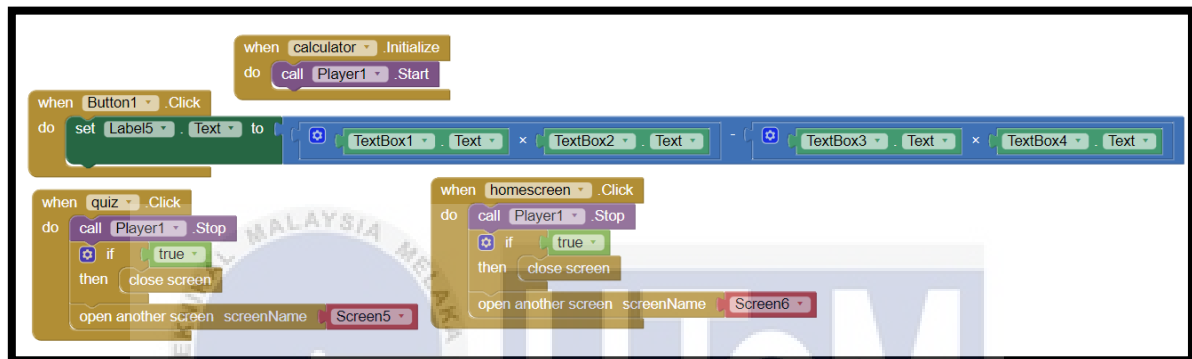 when calculator .Initialize
do call Player1 .Start
when Button1 .Click
do set Label5 . Text to TextBox1 . Text × TextBox2 . Text - TextBox3 . Text × TextBox4 . Text
when quiz .Click
do call Player1 .Stop
if true
then close screen
open another screen screenName Screen5
when homescreen .Click
do call Player1 .Stop
if true
then close screen
open another screen screenName Screen6
MALAYSIA